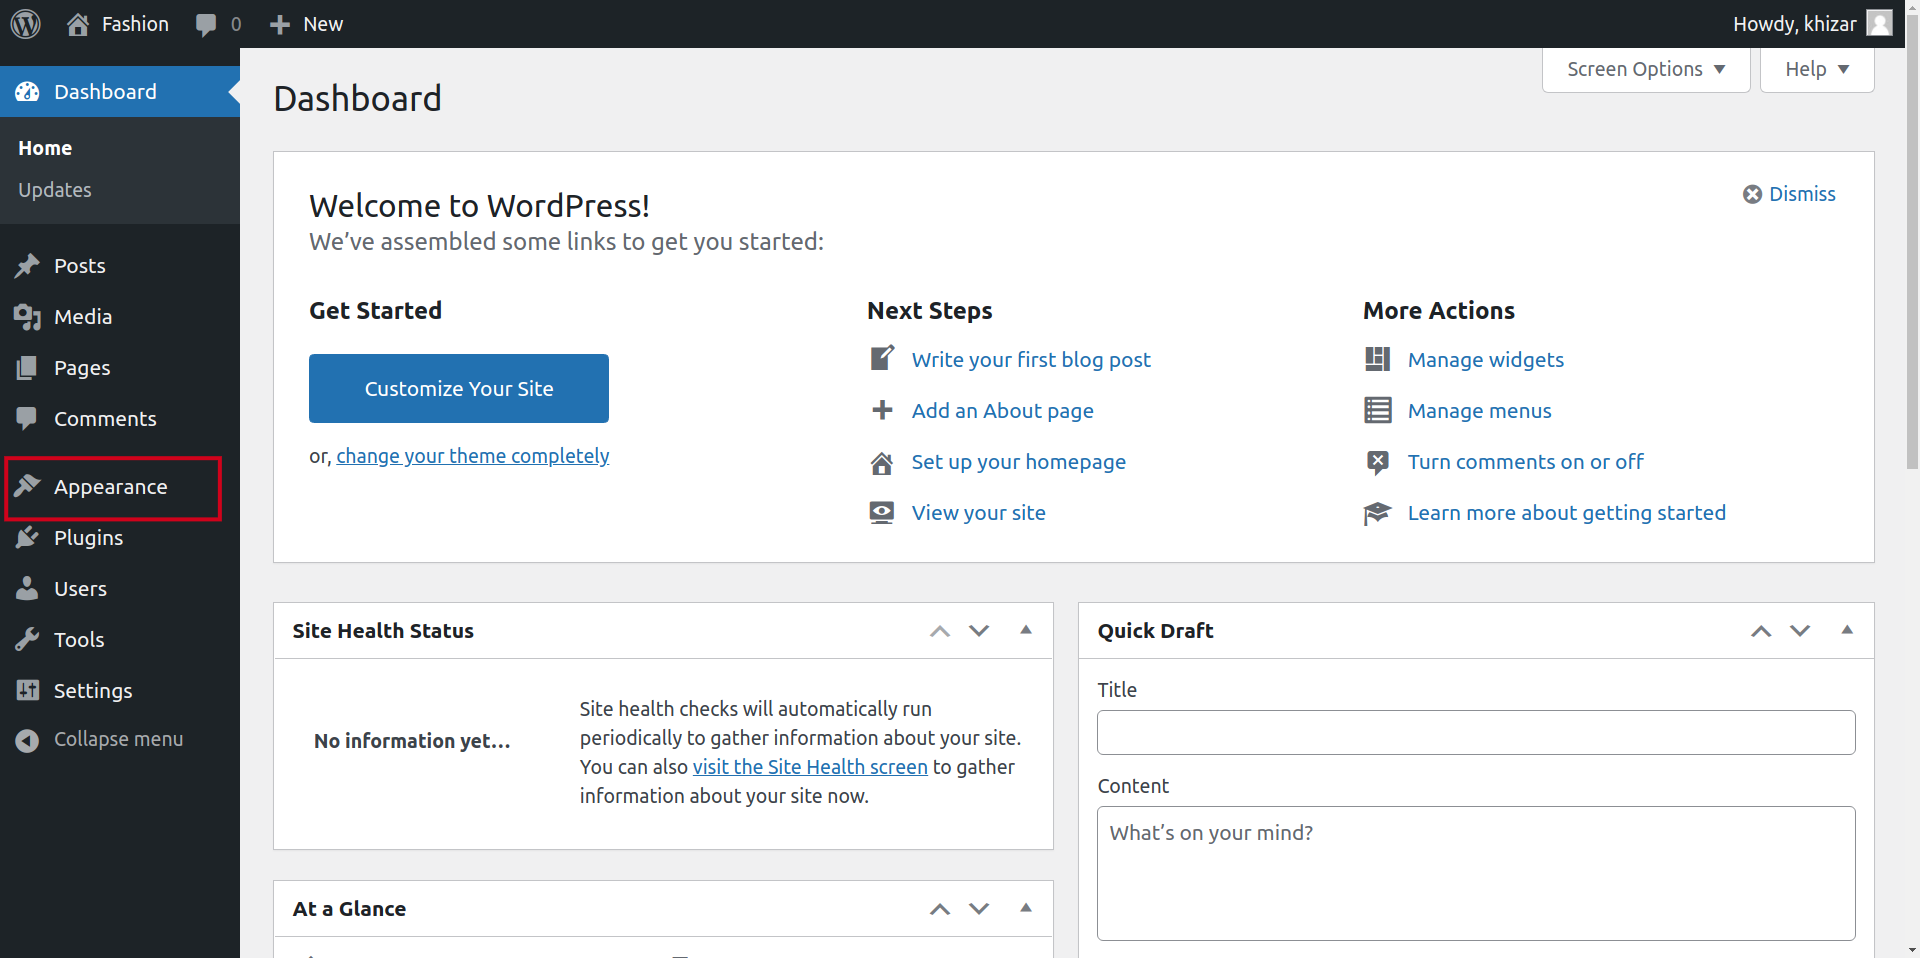 Fashion
0
New
Howdy, khizar
Dashboard
Home
Updates
Posts
Media
Pages
Comments
Appearance
Plugins
Users
Tools
Settings
Collapse menu
Screen Options
Help
Dashboard
Welcome to WordPress!
We’ve assembled some links to get you started:
Dismiss
Get Started
Customize Your Site
or, change your theme completely
Next Steps
Write your first blog post
Add an About page
Set up your homepage
View your site
More Actions
Manage widgets
Manage menus
Turn comments on or off
Learn more about getting started
Site Health Status
No information yet…
Site health checks will automatically run
periodically to gather information about your site.
You can also visit the Site Health screen to gather
information about your site now.
At a Glance
Quick Draft
Title
Content
What’s on your mind?